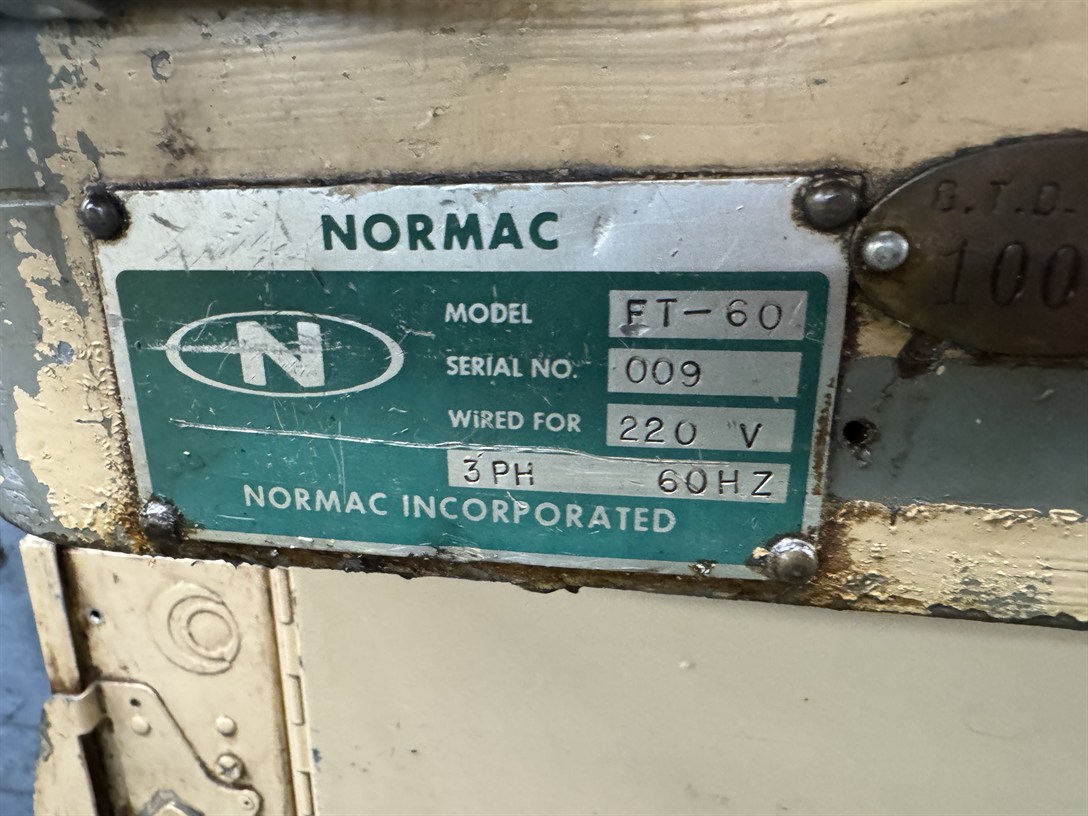 NORMAC
N
MODEL FT-60
SERIAL NO. 009
WiRED FOR 220 V
3PH 60HZ
NORMAC INCORPORATED
G.T.D.
100